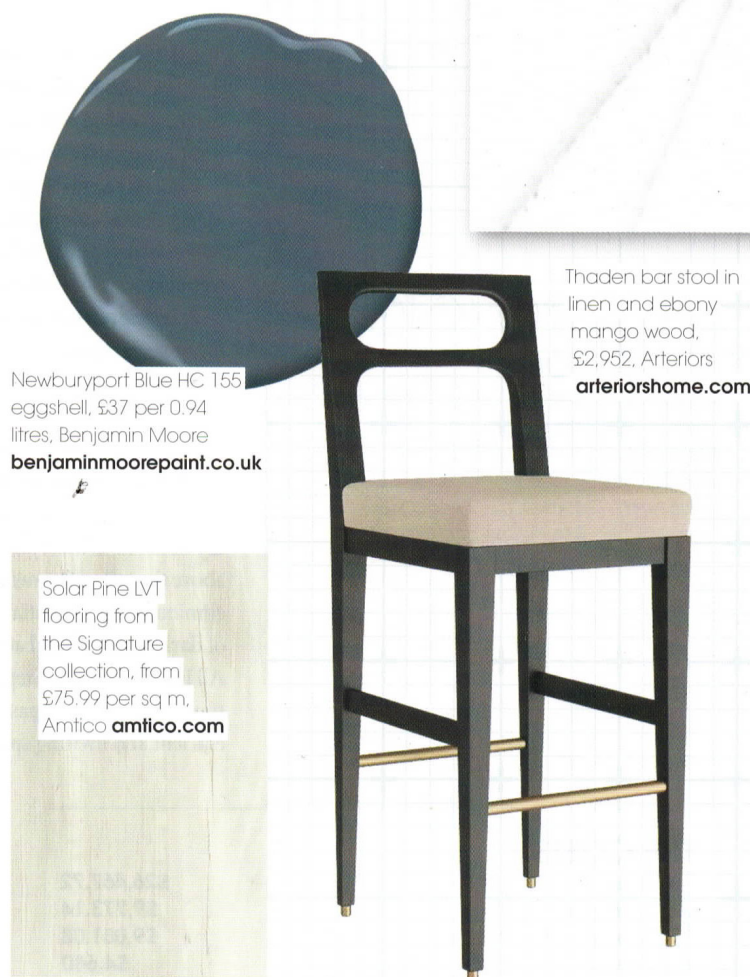 Thaden bar stool in
linen and ebony
mango wood,
£2,952, Arteriors
arteriorshome.com
Newburyport Blue HC 155
eggshell, £37 per 0.94
litres, Benjamin Moore
benjaminmoorepaint.co.uk
Solar Pine LVT
flooring from
the Signature
collection, from
£75.99 per sq m,
Amtico amtico.com